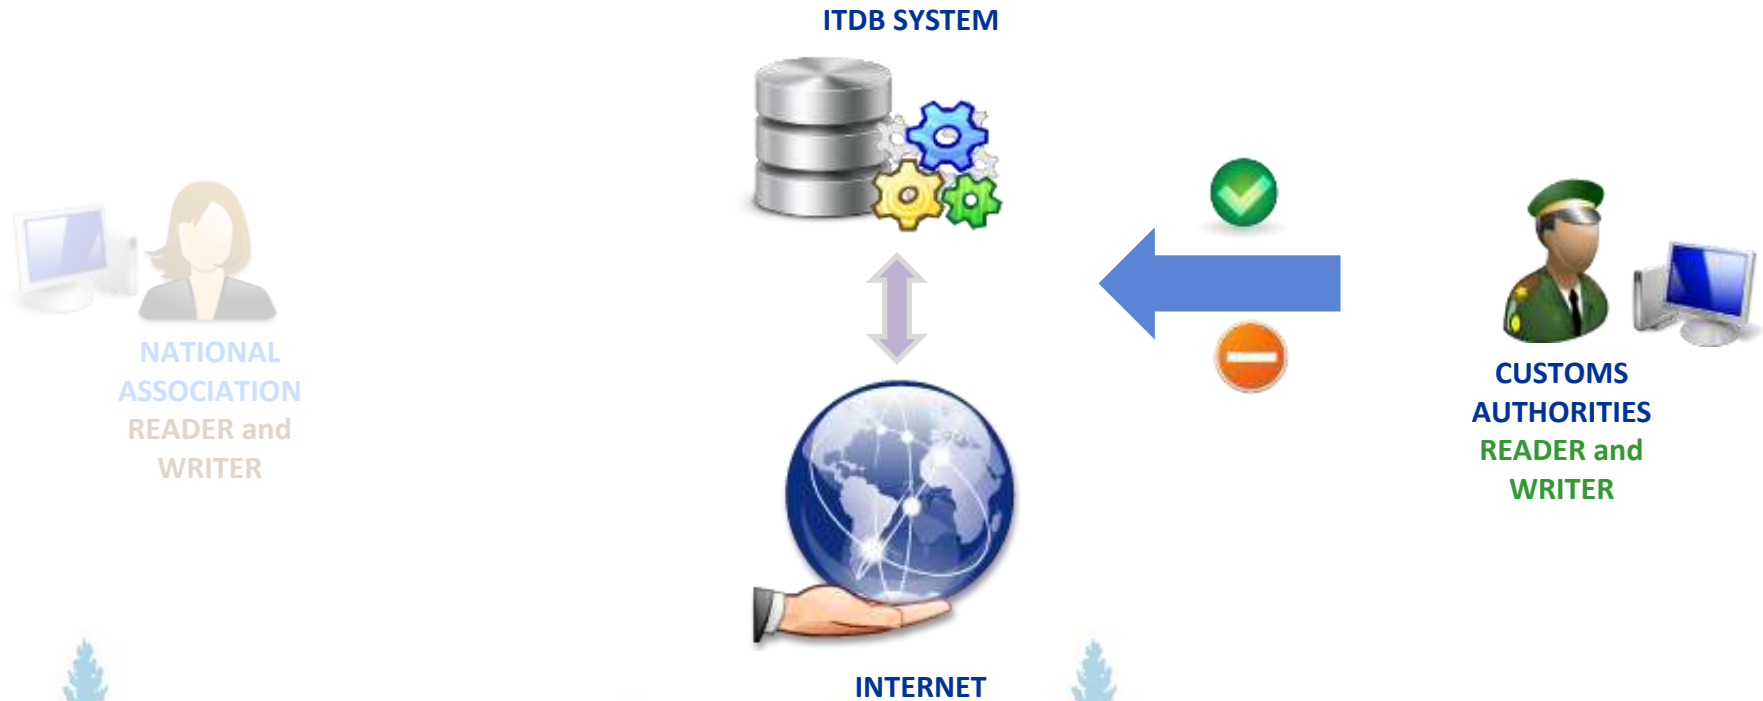 ITDB SYSTEM
NATIONAL
ASSOCIATION
READER and
WRITER
CUSTOMS
AUTHORITIES
READER and
WRITER
INTERNET